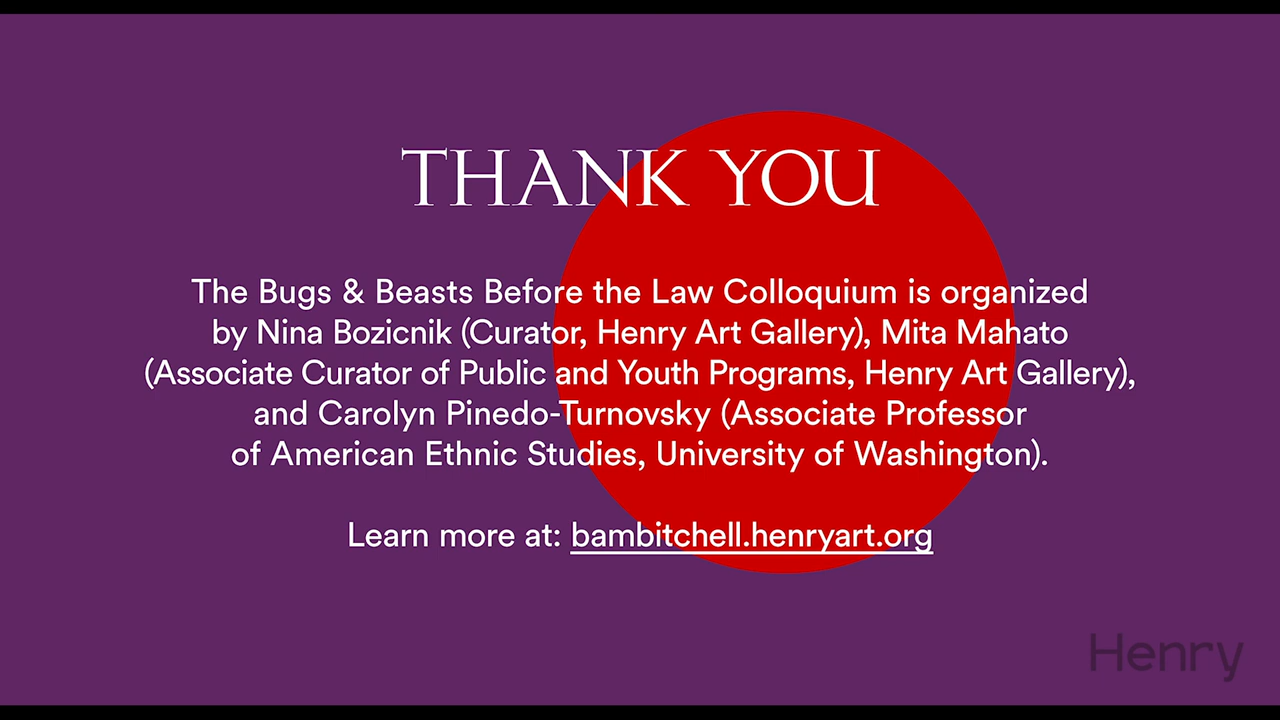 THANK YOU
The Bugs & Beasts Before the Law Colloquium is organized
by Nina Bozicnik (Curator, Henry Art Gallery), Mita Mahato
(Associate Curator of Public and Youth Programs, Henry Art Gallery),
and Carolyn Pinedo-Turnovsky (Associate Professor
of American Ethnic Studies, University of Washington).
Learn more at: bambitchell.henryart.org
Henry